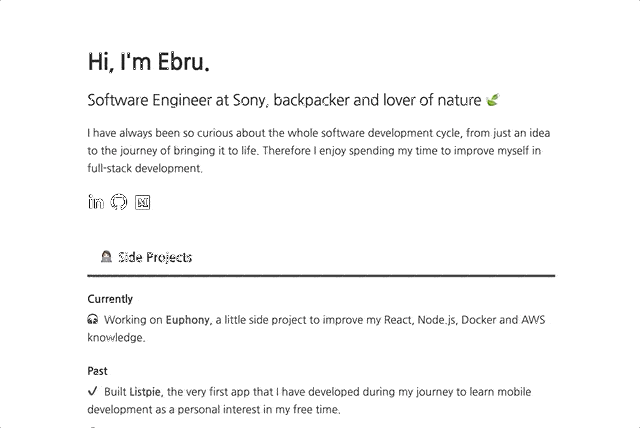 Hi, I'm Ebru.
Software Engineer at Sony, backpacker and lover of nature
I have always been so curious about the whole software development cycle, from just an idea
to the journey of bringing it to life. Therefore I enjoy spending my time to improve myself in
full-stack development.
in
Side Projects
Currently
Working on Euphony, a little side project to improve my React, Node.js, Docker and AWS
knowledge.
Past
Built Listpie, the very first app that I have developed during my journey to learn mobile
development as a personal interest in my free time.